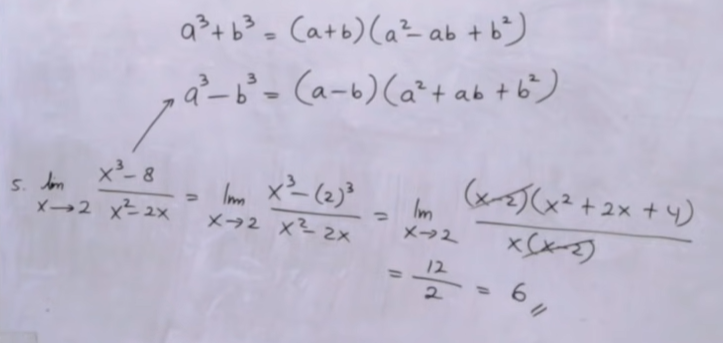 a³ + b³ = (a+b)(a² - ab + b²)
a³ - b³ = (a-b)(a² + ab + b²)
5. lim x→2 (x³ - 8)/(x² - 2x) = lim x→2 (x³ - (2)³)/(x² - 2x) = lim x→2 ((x-2)(x² + 2x + 4))/(x(x-2))
= 12/2 = 6